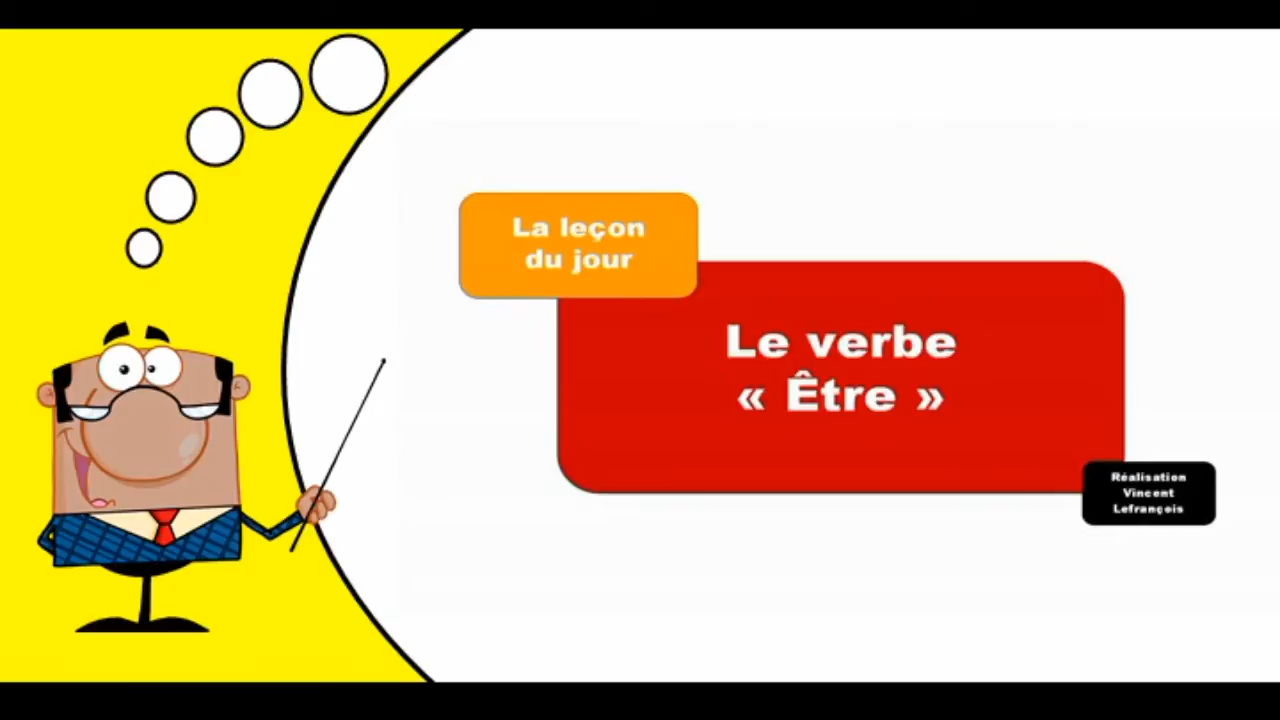 La leçon
du jour
Le verbe
« Être »
Réalisation
Vincent
Lefrançois